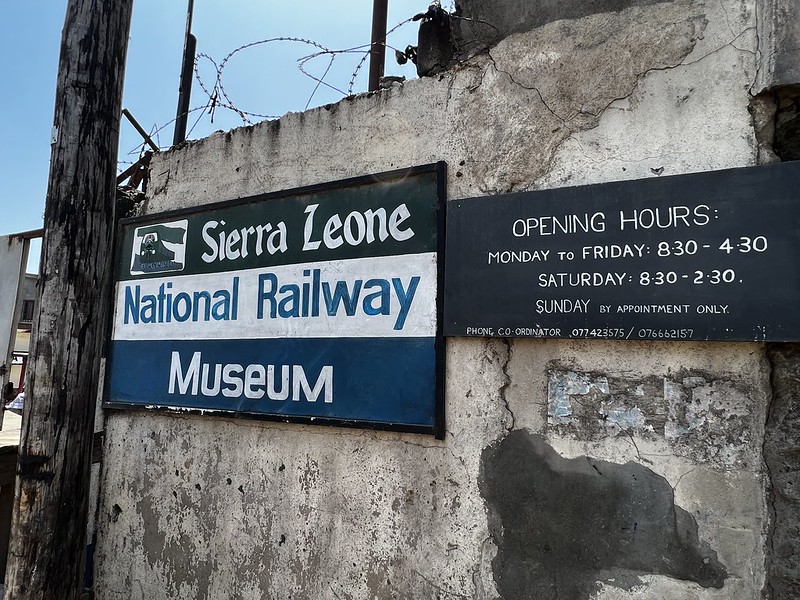 Sierra Leone
National Railway
Museum
OPENING HOURS:
MONDAY TO FRIDAY: 8·30 - 4·30
SATURDAY: 8·30 - 2·30.
SUNDAY BY APPOINTMENT ONLY.
PHONE CO-ORDINATOR 077423575/ 076662157